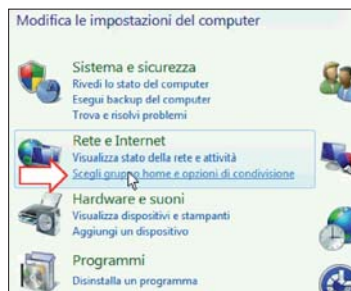 Modifica le impostazioni del computer
Sistema e sicurezza
Rivedi lo stato del computer
Esegui backup del computer
Trova e risolvi problemi
Rete e Internet
Visualizza stato della rete e attività
Scegli gruppo home e opzioni di condivisione
Hardware e suoni
Visualizza dispositivi e stampanti
Aggiungi un dispositivo
Programmi
Disinstalla un programma